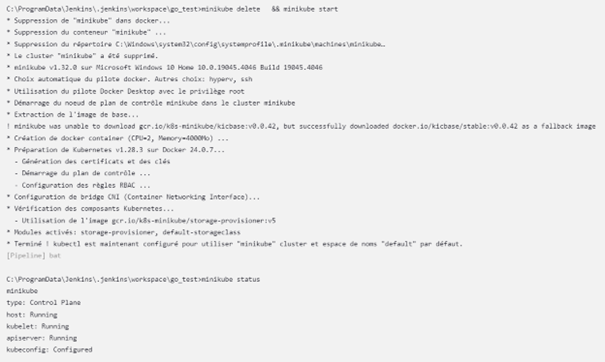 C:\ProgramData\Jenkins\.jenkins\workspace\go_test>minikube delete   && minikube start
* Suppression de "minikube" dans docker...
* Suppression du conteneur "minikube" ...
* Suppression du répertoire C:\Windows\system32\config\systemprofile\.minikube\machines\minikube…
* Le cluster "minikube" a été supprimé.
* minikube v1.32.0 sur Microsoft Windows 10 Home 10.0.19045.4046 Build 19045.4046
* Choix automatique du pilote docker. Autres choix: hyperv, ssh
* Utilisation du pilote Docker Desktop avec le privilège root
* Démarrage du noeud de plan de contrôle minikube dans le cluster minikube
* Extraction de l'image de base...
! minikube was unable to download gcr.io/k8s-minikube/kicbase:v0.0.42, but successfully downloaded docker.io/kicbase/stable:v0.0.42 as a fallback image
* Création de docker container (CPU=2, Memory=4000Mo) ...
* Préparation de Kubernetes v1.28.3 sur Docker 24.0.7...
  - Génération des certificats et des clés
  - Démarrage du plan de contrôle ...
  - Configuration des règles RBAC ...
* Configuration de bridge CNI (Container Networking Interface)...
* Vérification des composants Kubernetes...
  - Utilisation de l'image gcr.io/k8s-minikube/storage-provisioner:v5
* Modules activés: storage-provisioner, default-storageclass
* Terminé ! kubectl est maintenant configuré pour utiliser "minikube" cluster et espace de noms "default" par défaut.
[Pipeline] bat
C:\ProgramData\Jenkins\.jenkins\workspace\go_test>minikube status
minikube
type: Control Plane
host: Running
kubelet: Running
apiserver: Running
kubeconfig: Configured